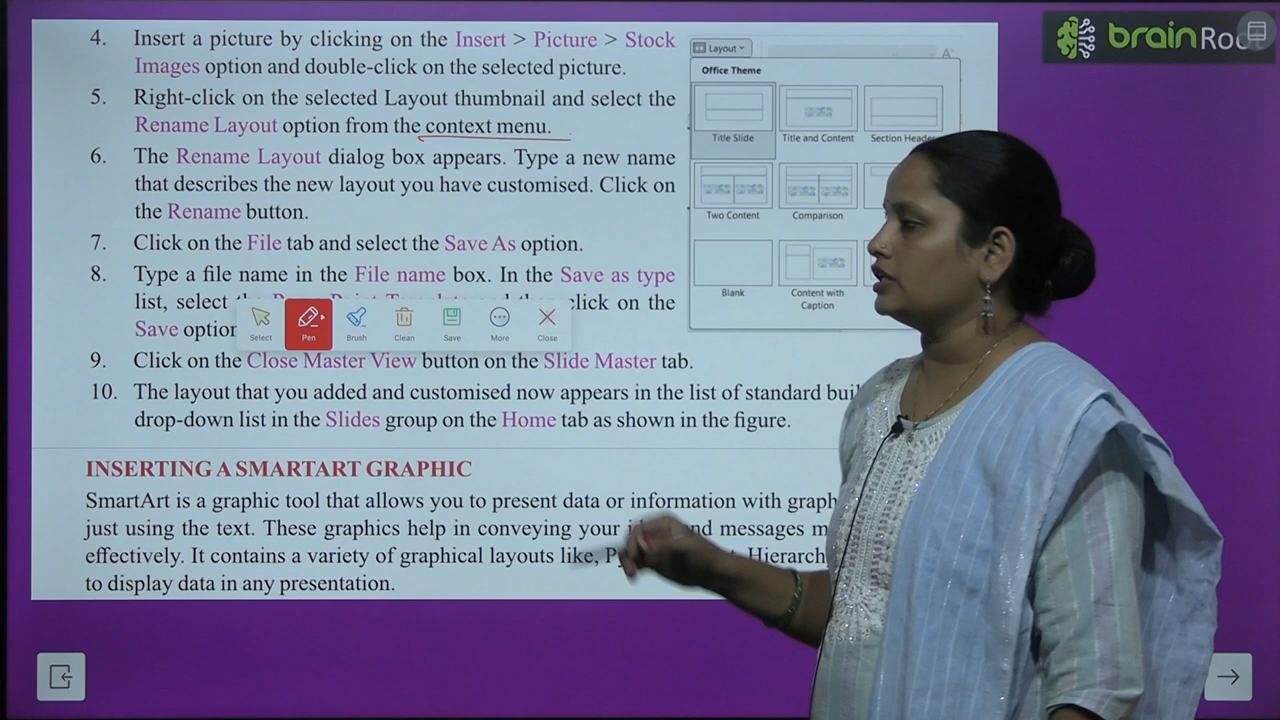 4. Insert a picture by clicking on the Insert > Picture > Stock
Images option and double-click on the selected picture.
5. Right-click on the selected Layout thumbnail and select the
Rename Layout option from the context menu.
6. The Rename Layout dialog box appears. Type a new name
that describes the new layout you have customised. Click on
the Rename button.
7. Click on the File tab and select the Save As option.
8. Type a file name in the File name box. In the Save as type
list, select click on the
Save option
9. Click on the Close Master View button on the Slide Master tab.
10. The layout that you added and customised now appears in the list of standard
drop-down list in the Slides group on the Home tab as shown in the figure.
INSERTING A SMARTART GRAPHIC
SmartArt is a graphic tool that allows you to present data or information with
just using the text. These graphics help in conveying your and messages
effectively. It contains a variety of graphical layouts like,
to display data in any presentation.
Select Pen Brush Clean Save More Close
Layout
Office Theme
Title Slide Title and Content Section Header
Two Content Comparison
Blank Content with
Caption
brainRoot